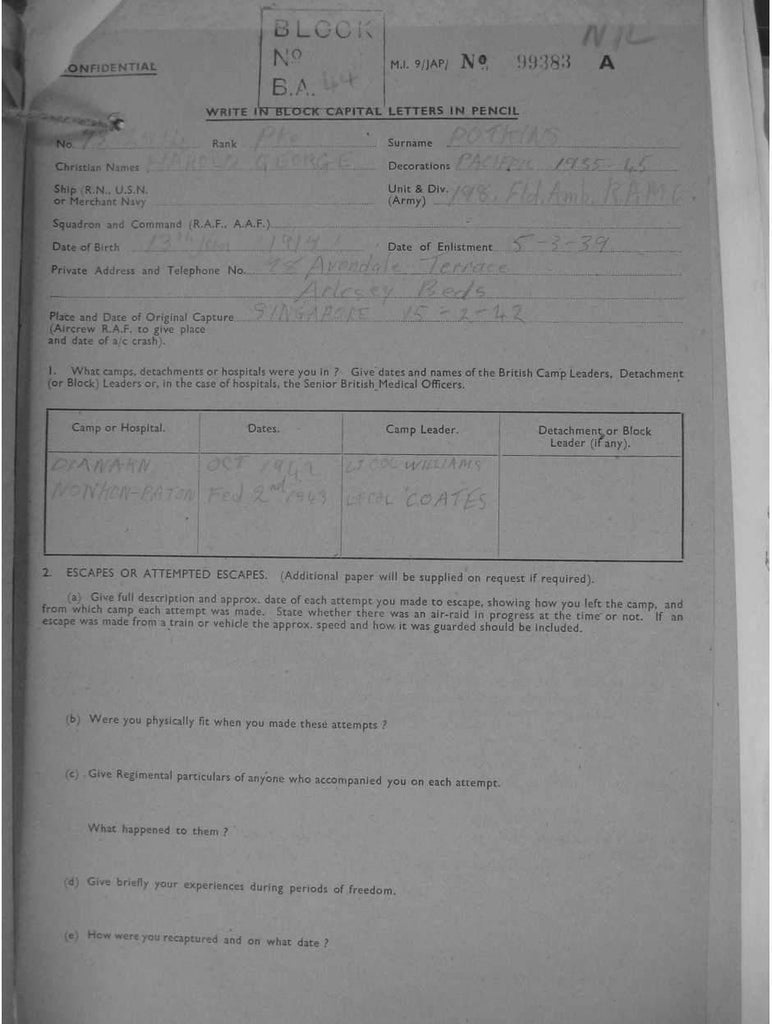 BLOCK
Nº
B.A. 44
NIL
CONFIDENTIAL
M.I. 9/JAP/ Nº 99383 A
WRITE IN BLOCK CAPITAL LETTERS IN PENCIL
No. Rank Pte Surname POTKINS
Christian Names HAROLD GEORGE Decorations PACIFIC 1935-45
Ship (R.N., U.S.N. Unit & Div. 198, Fld. Amb. R.A.M.C.
or Merchant Navy (Army)
Squadron and Command (R.A.F., A.A.F.)
Date of Birth 13th Jan 1919 Date of Enlistment 5-3-39
Private Address and Telephone No. 98 Avondale Terrace
Arlesey Beds
Place and Date of Original Capture SINGAPORE 15-2-42
(Aircrew R.A.F. to give place
and date of a/c crash).
1. What camps, detachments or hospitals were you in ? Give dates and names of the British Camp Leaders, Detachment
(or Block) Leaders or, in the case of hospitals, the Senior British Medical Officers.
Camp or Hospital. Dates. Camp Leader. Detachment or Block
Leader (if any).
OCT 1942 LT COL WILLIAMS
NONHON-PATON Feb 2nd 1943 LT COL COATES
2. ESCAPES OR ATTEMPTED ESCAPES. (Additional paper will be supplied on request if required).
(a) Give full description and approx. date of each attempt you made to escape, showing how you left the camp, and
from which camp each attempt was made. State whether there was an air-raid in progress at the time or not. If an
escape was made from a train or vehicle the approx. speed and how it was guarded should be included.
(b) Were you physically fit when you made these attempts ?
(c) Give Regimental particulars of anyone who accompanied you on each attempt.
What happened to them ?
(d) Give briefly your experiences during periods of freedom.
(e) How were you recaptured and on what date ?